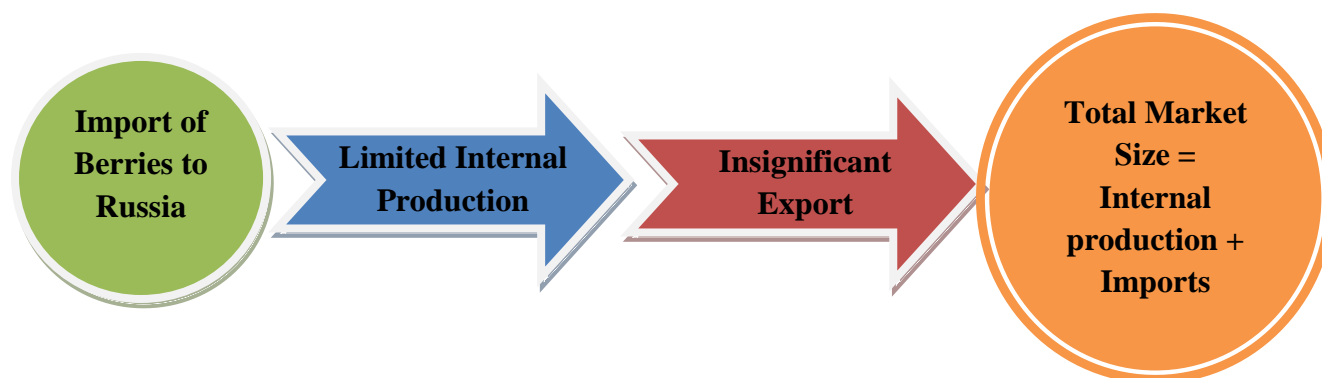 Import of
Berries to
Russia
Limited Internal
Production
Insignificant
Export
Total Market
Size =
Internal
production +
Imports